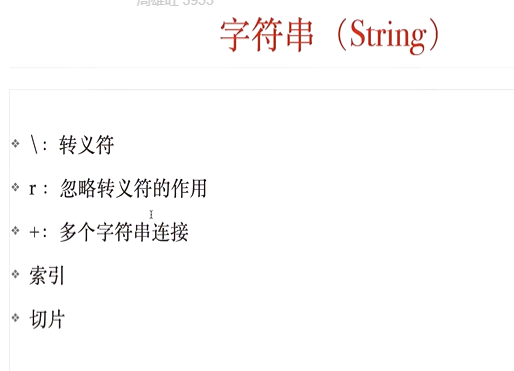 字符串（String）
\：转义符
r：忽略转义符的作用
+：多个字符串连接
索引
切片